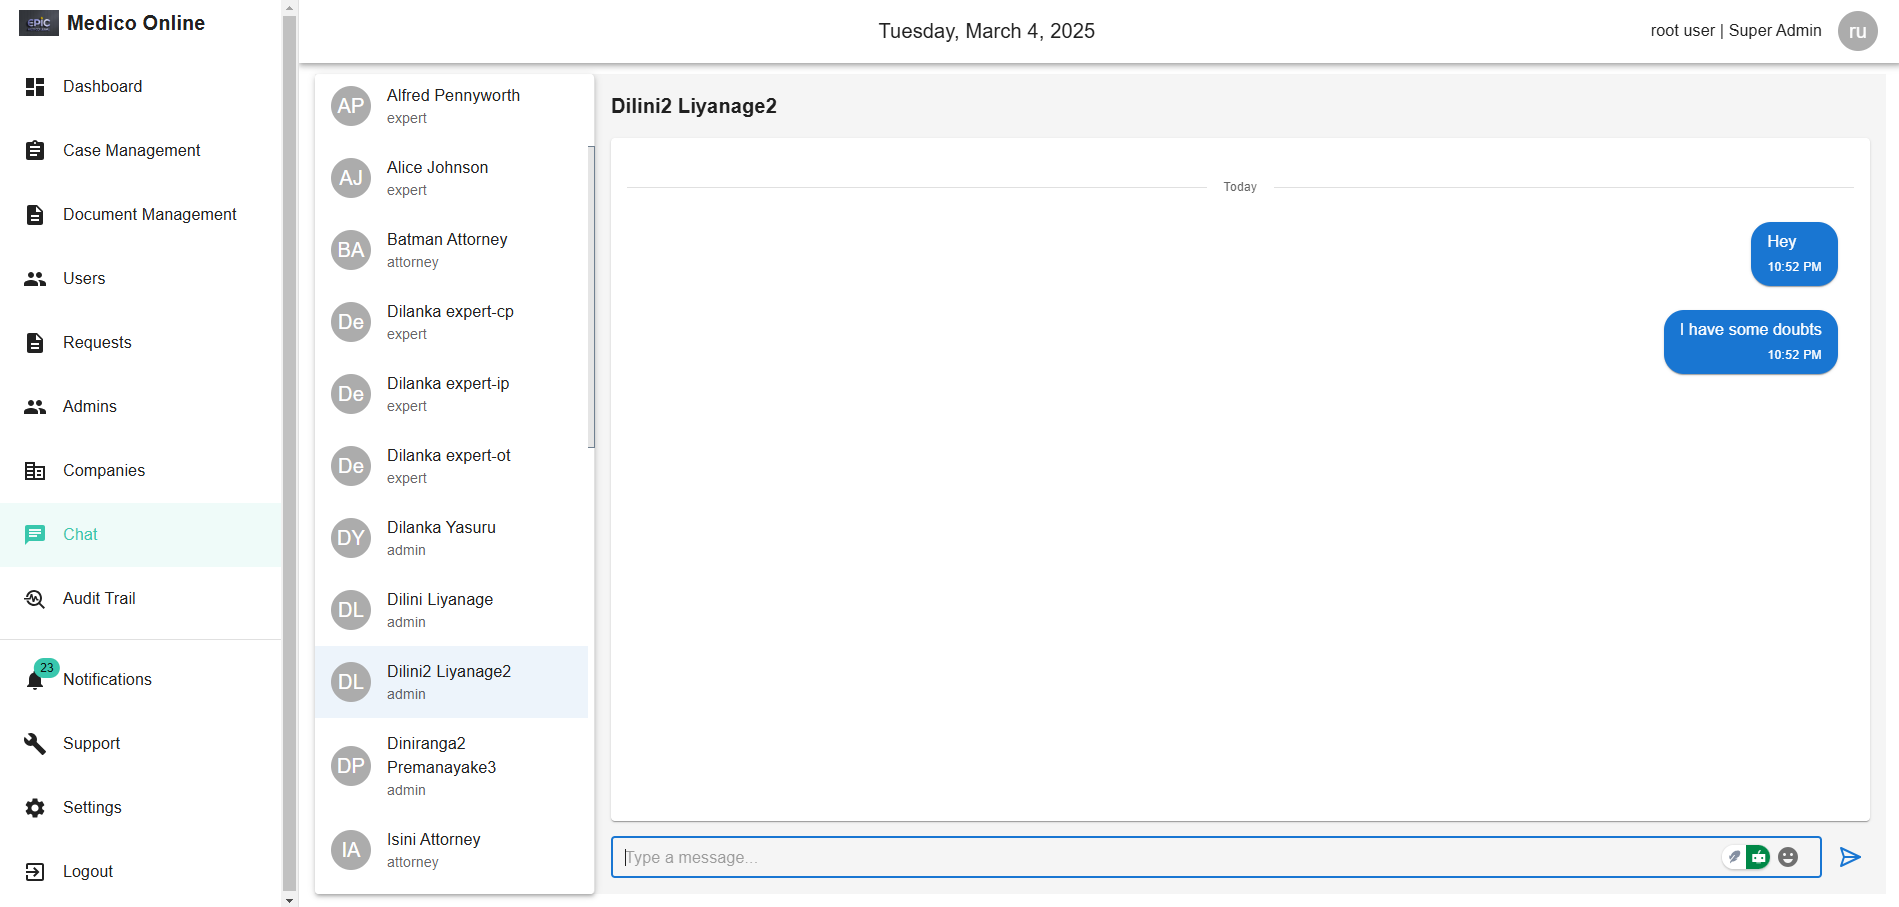 EPIC
Medico Online
Tuesday, March 4, 2025
root user | Super Admin
ru
Dashboard
Case Management
Document Management
Users
Requests
Admins
Companies
Chat
Audit Trail
23
Notifications
Support
Settings
Logout
AP
Alfred Pennyworth
expert
AJ
Alice Johnson
expert
BA
Batman Attorney
attorney
De
Dilanka expert-cp
expert
De
Dilanka expert-ip
expert
De
Dilanka expert-ot
expert
DY
Dilanka Yasuru
admin
DL
Dilini Liyanage
admin
DL
Dilini2 Liyanage2
admin
DP
Diniranga2
Premanayake3
admin
IA
Isini Attorney
attorney
Dilini2 Liyanage2
Today
Hey
10:52 PM
I have some doubts
10:52 PM
Type a message...